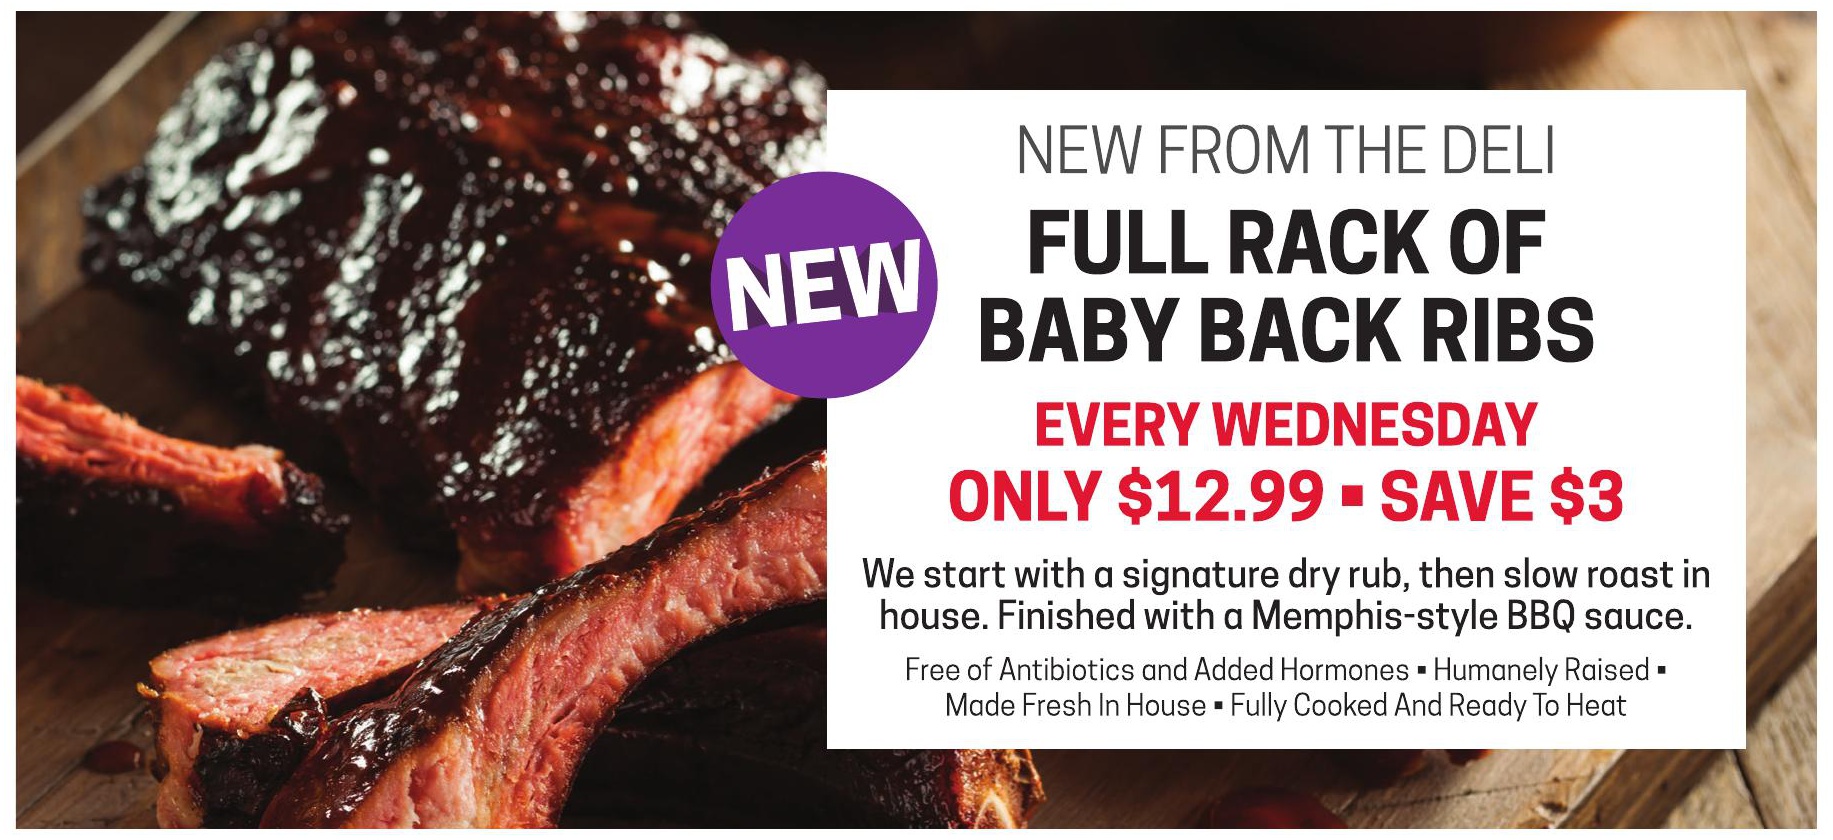 NEW FROM THE DELI
NEW
FULL RACK OF
BABY BACK RIBS
EVERY WEDNESDAY
ONLY $12.99 ▪ SAVE $3
We start with a signature dry rub, then slow roast in
house. Finished with a Memphis-style BBQ sauce.
Free of Antibiotics and Added Hormones ▪ Humanely Raised ▪
Made Fresh In House ▪ Fully Cooked And Ready To Heat